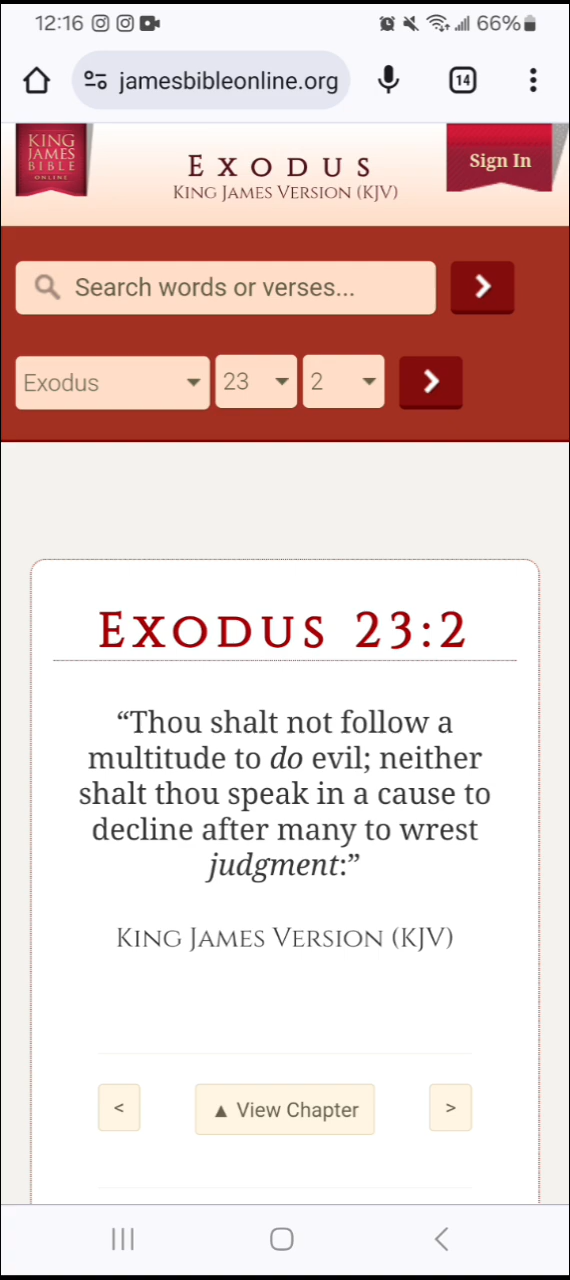 12:16 66%
jamesbibleonline.org 14
KING
JAMES
BIBLE
ONLINE
EXODUS
KING JAMES VERSION (KJV)
Sign In
Search words or verses...
Exodus 23 2
EXODUS 23:2
“Thou shalt not follow a
multitude to do evil; neither
shalt thou speak in a cause to
decline after many to wrest
judgment:”
KING JAMES VERSION (KJV)
< ▲ View Chapter >